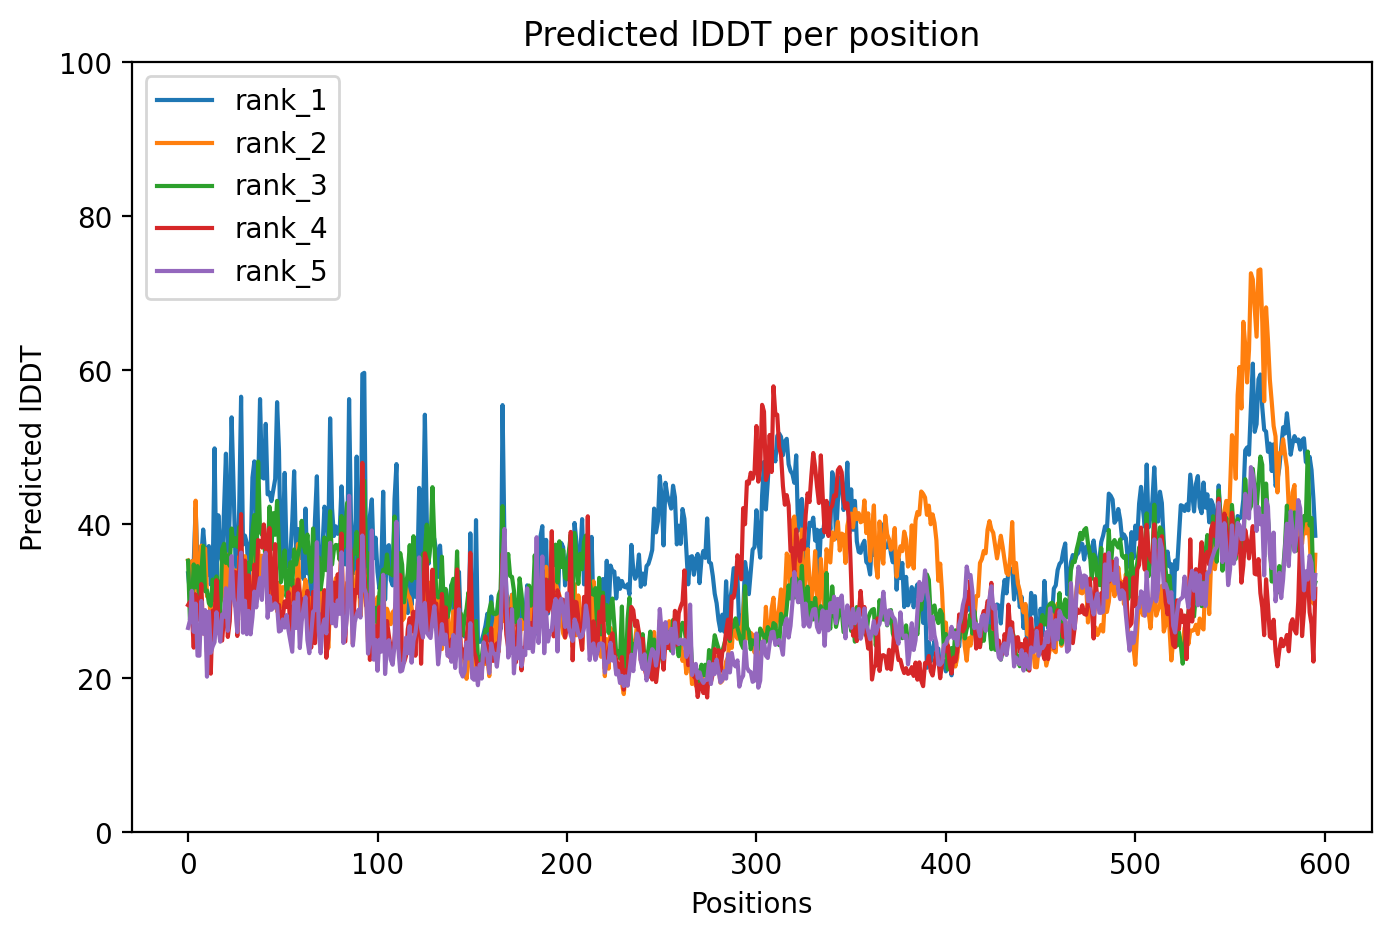 Predicted lDDT per position
100
80
60
40
20
0
Predicted lDDT
rank_1
rank_2
rank_3
rank_4
rank_5
0 100 200 300 400 500 600
Positions